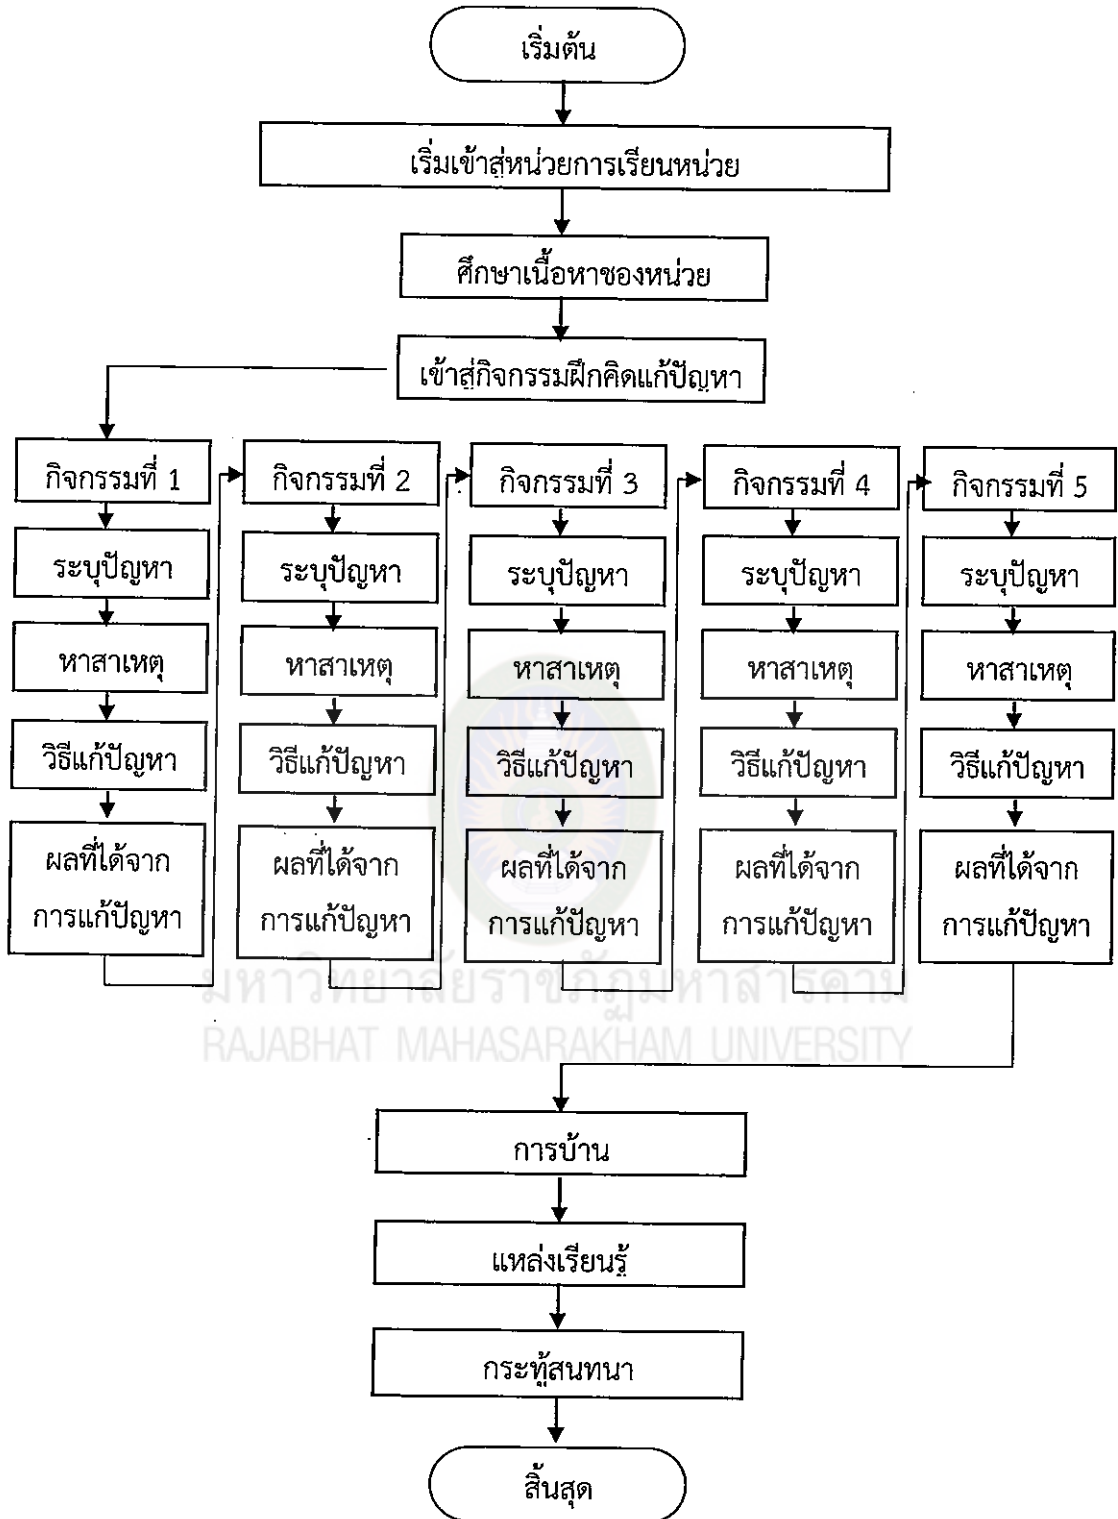 เริ่มต้น
เริ่มเข้าสู่หน่วยการเรียนหน่วย
ศึกษาเนื้อหาของหน่วย
เข้าสู่กิจกรรมฝึกคิดแก้ปัญหา
กิจกรรมที่ 1
ระบุปัญหา
หาสาเหตุ
วิธีแก้ปัญหา
ผลที่ได้จาก
การแก้ปัญหา
กิจกรรมที่ 2
ระบุปัญหา
หาสาเหตุ
วิธีแก้ปัญหา
ผลที่ได้จาก
การแก้ปัญหา
กิจกรรมที่ 3
ระบุปัญหา
หาสาเหตุ
วิธีแก้ปัญหา
ผลที่ได้จาก
การแก้ปัญหา
กิจกรรมที่ 4
ระบุปัญหา
หาสาเหตุ
วิธีแก้ปัญหา
ผลที่ได้จาก
การแก้ปัญหา
กิจกรรมที่ 5
ระบุปัญหา
หาสาเหตุ
วิธีแก้ปัญหา
ผลที่ได้จาก
การแก้ปัญหา
มหาวิทยาลัยราชภัฏมหาสารคาม
RAJABHAT MAHASARAKHAM UNIVERSITY
การบ้าน
แหล่งเรียนรู้
กระทู้สนทนา
สิ้นสุด